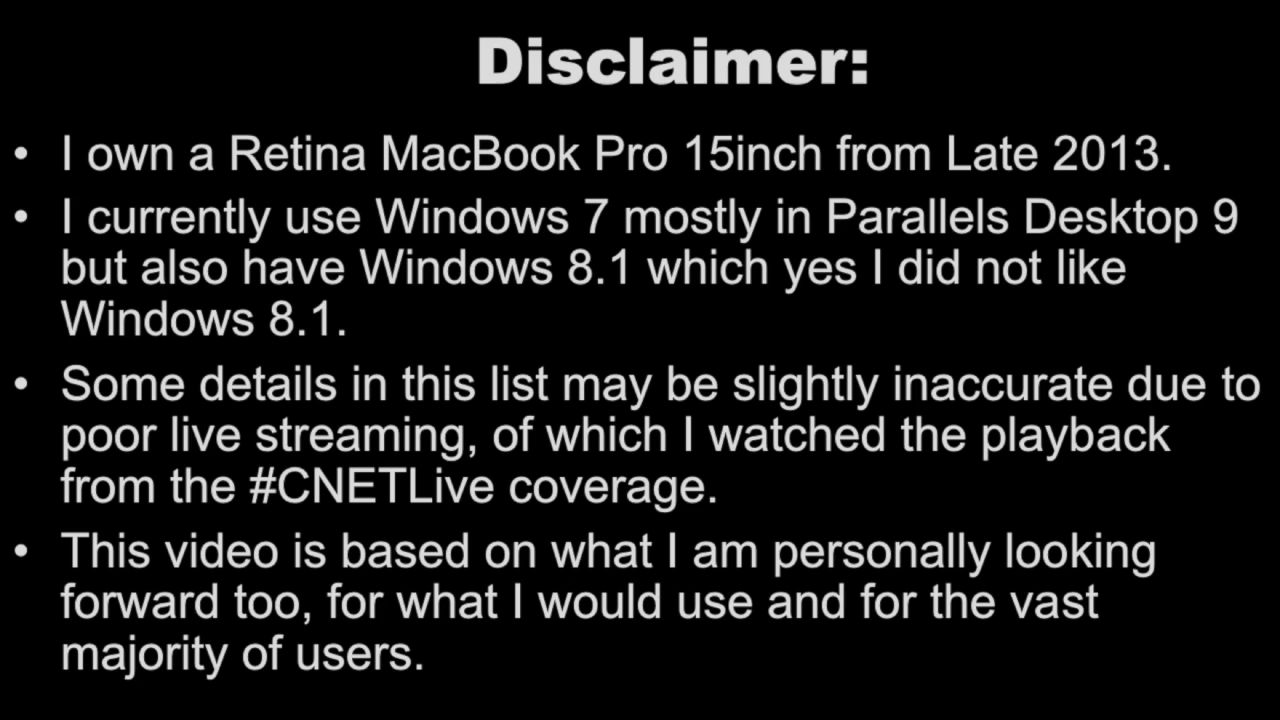 Disclaimer:
• I own a Retina MacBook Pro 15inch from Late 2013.
• I currently use Windows 7 mostly in Parallels Desktop 9
but also have Windows 8.1 which yes I did not like
Windows 8.1.
• Some details in this list may be slightly inaccurate due to
poor live streaming, of which I watched the playback
from the #CNETLive coverage.
• This video is based on what I am personally looking
forward too, for what I would use and for the vast
majority of users.